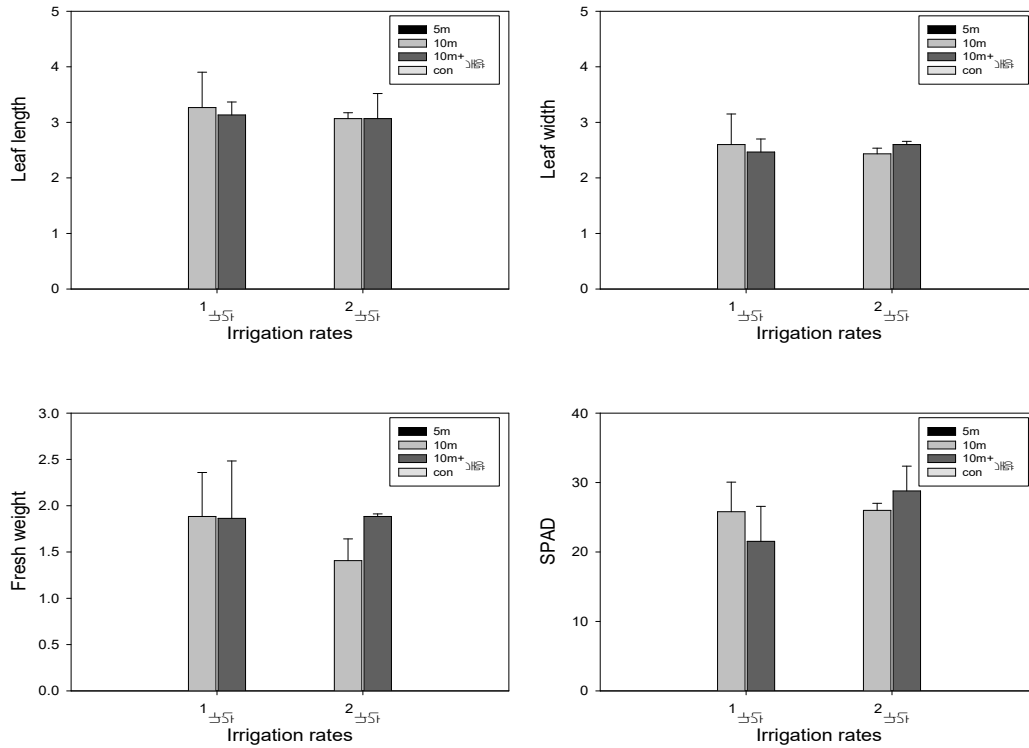 5
4
3
2
1
0
Leaf length
5m
10m
10m+
con
1
2
Irrigation rates
5
4
3
2
1
0
Leaf width
5m
10m
10m+
con
1
2
Irrigation rates
3.0
2.5
2.0
1.5
1.0
0.5
0.0
Fresh weight
5m
10m
10m+
con
1
2
Irrigation rates
40
30
20
10
0
SPAD
5m
10m
10m+
con
1
2
Irrigation rates